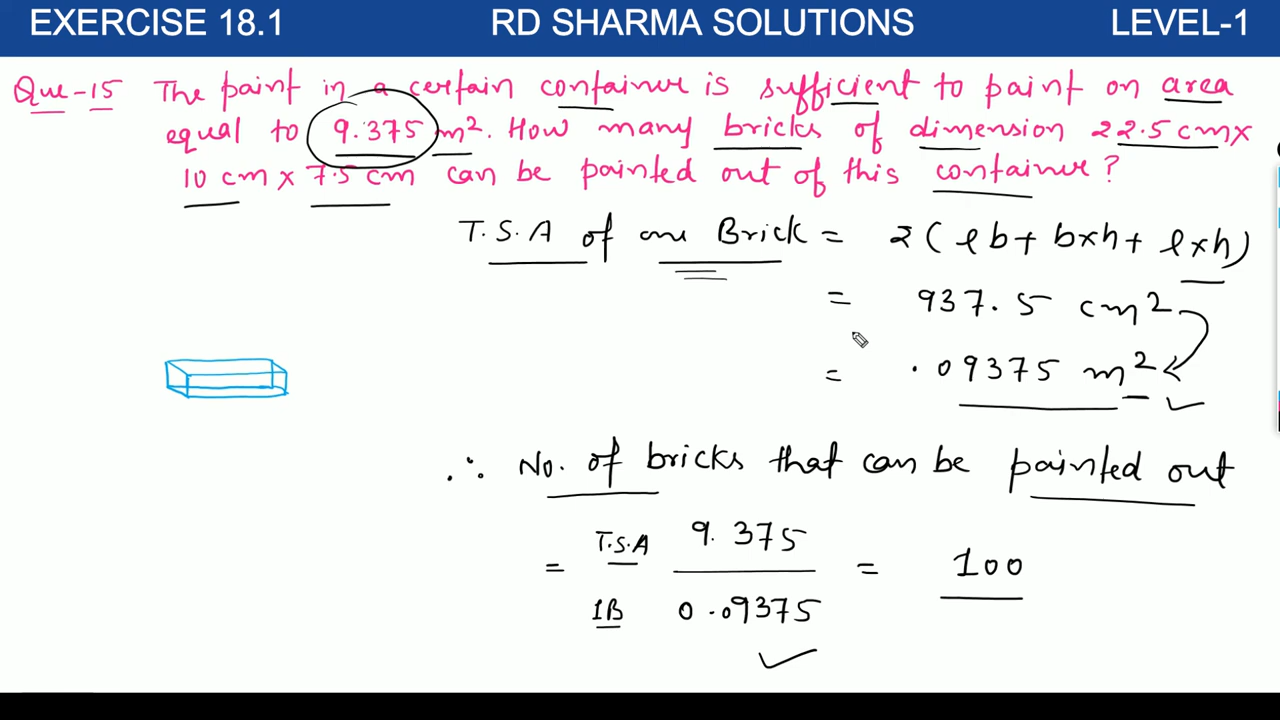 EXERCISE 18.1 RD SHARMA SOLUTIONS LEVEL-1
Que-15 The paint in a certain container is sufficient to paint on area
equal to 9.375 m². How many bricks of dimension 22.5 cm×
10 cm × 7.5 cm can be painted out of this container?
T.S.A of one Brick = 2(lb + b×h + l×h)
= 937.5 cm²
= .09375 m²
∴ No. of bricks that can be painted out
= T.S.A 9.375 = 100
1B 0.09375